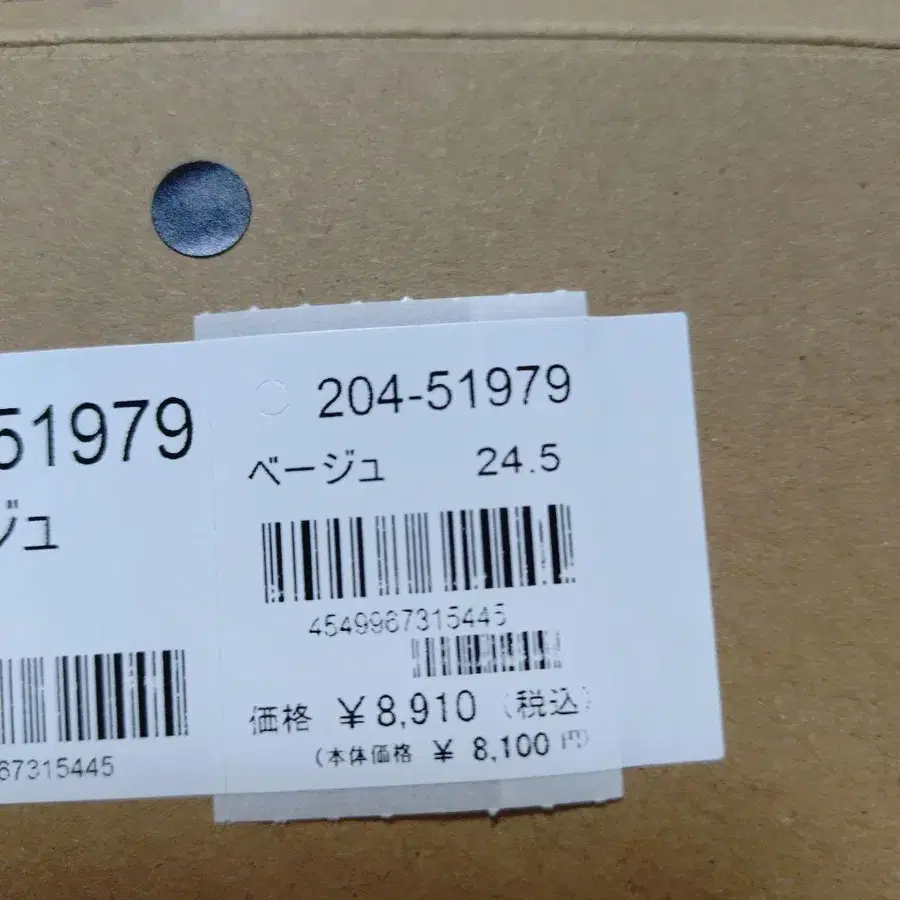 51979
ジュ
67315445
204-51979
ベージュ 24.5
4549967315445
価格 ¥8,910 (税込)
(本体価格 ¥ 8,100 円)